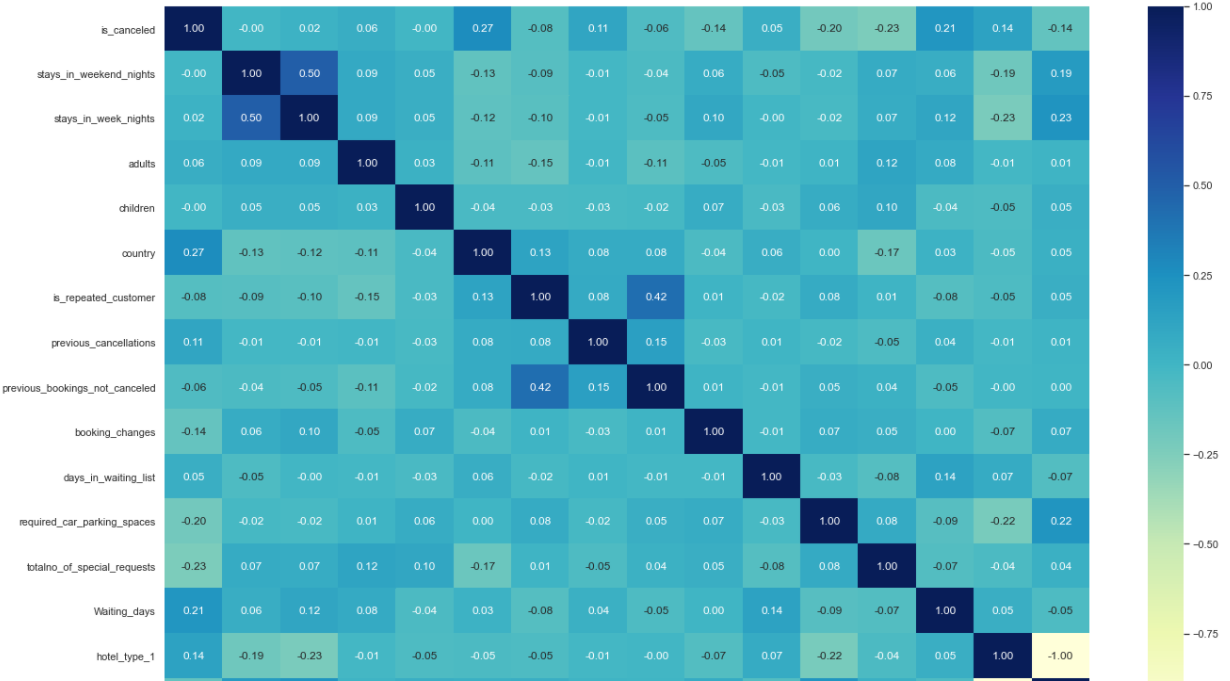 is_canceled 1.00 -0.00 0.02 0.06 -0.00 0.27 -0.08 0.11 -0.06 -0.14 0.05 -0.20 -0.23 0.21 0.14 -0.14
stays_in_weekend_nights -0.00 1.00 0.50 0.09 0.05 -0.13 -0.09 -0.01 -0.04 0.06 -0.05 -0.02 0.07 0.06 -0.19 0.19
stays_in_week_nights 0.02 0.50 1.00 0.09 0.05 -0.12 -0.10 -0.01 -0.05 0.10 -0.00 -0.02 0.07 0.12 -0.23 0.23
adults 0.06 0.09 0.09 1.00 0.03 -0.11 -0.15 -0.01 -0.11 -0.05 -0.01 0.01 0.12 0.08 -0.01 0.01
children -0.00 0.05 0.05 0.03 1.00 -0.04 -0.03 -0.03 -0.02 0.07 -0.03 0.06 0.10 -0.04 -0.05 0.05
country 0.27 -0.13 -0.12 -0.11 -0.04 1.00 0.13 0.08 0.08 -0.04 0.06 0.00 -0.17 0.03 -0.05 0.05
is_repeated_customer -0.08 -0.09 -0.10 -0.15 -0.03 0.13 1.00 0.08 0.42 0.01 -0.02 0.08 0.01 -0.08 -0.05 0.05
previous_cancellations 0.11 -0.01 -0.01 -0.01 -0.03 0.08 0.08 1.00 0.15 -0.03 0.01 -0.02 -0.05 0.04 -0.01 0.01
previous_bookings_not_canceled -0.06 -0.04 -0.05 -0.11 -0.02 0.08 0.42 0.15 1.00 0.01 -0.01 0.05 0.04 -0.05 -0.00 0.00
booking_changes -0.14 0.06 0.10 -0.05 0.07 -0.04 0.01 -0.03 0.01 1.00 -0.01 0.07 0.05 0.00 -0.07 0.07
days_in_waiting_list 0.05 -0.05 -0.00 -0.01 -0.03 0.06 -0.02 0.01 -0.01 -0.01 1.00 -0.03 -0.08 0.14 0.07 -0.07
required_car_parking_spaces -0.20 -0.02 -0.02 0.01 0.06 0.00 0.08 -0.02 0.05 0.07 -0.03 1.00 0.08 -0.09 -0.22 0.22
totalno_of_special_requests -0.23 0.07 0.07 0.12 0.10 -0.17 0.01 -0.05 0.04 0.05 -0.08 0.08 1.00 -0.07 -0.04 0.04
Waiting_days 0.21 0.06 0.12 0.08 -0.04 0.03 -0.08 0.04 -0.05 0.00 0.14 -0.09 -0.07 1.00 0.05 -0.05
hotel_type_1 0.14 -0.19 -0.23 -0.01 -0.05 -0.05 -0.05 -0.01 -0.00 -0.07 0.07 -0.22 -0.04 0.05 1.00 -1.00
1.00
0.75
0.50
0.25
0.00
−0.25
−0.50
−0.75